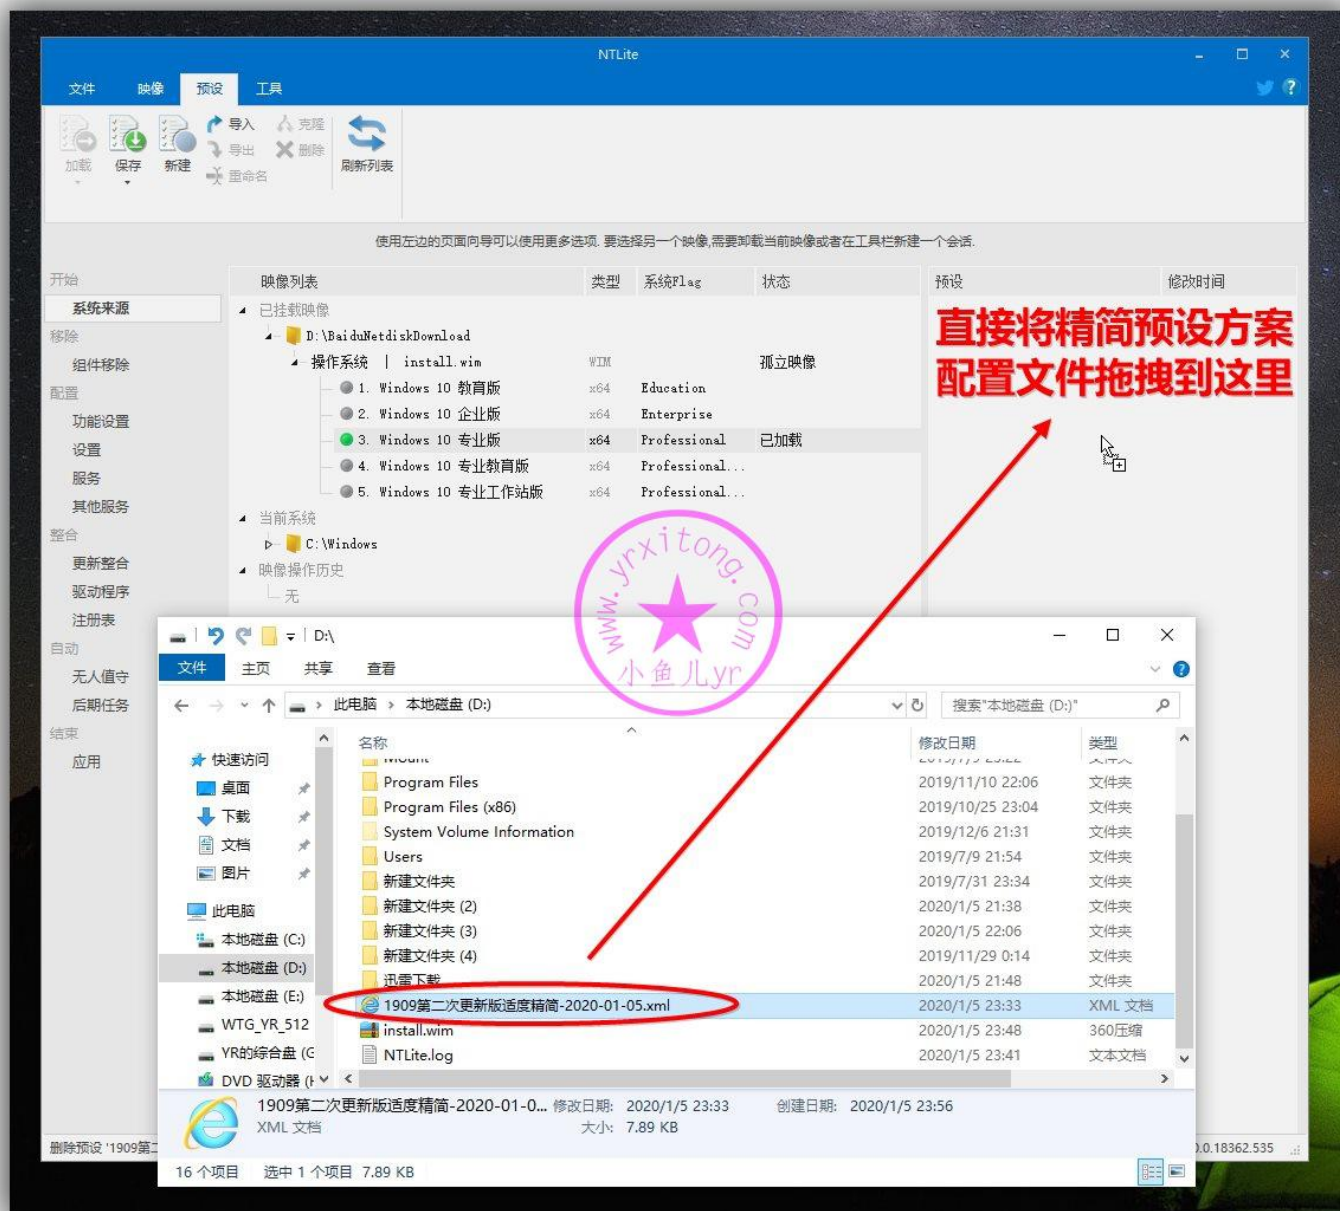 NTLite
文件 映像 预设 工具
加载 保存 新建 导入 克隆 刷新列表
导出 删除
重命名
使用左边的页面向导可以使用更多选项. 要选择另一个映像,需要卸载当前映像或者在工具栏新建一个会话.
开始
系统来源
移除
组件移除
配置
功能设置
设置
服务
其他服务
整合
更新整合
驱动程序
注册表
自动
无人值守
后期任务
结束
应用
映像列表 类型 系统Flag 状态
已挂载映像
D:\BaiduNetdiskDownload
操作系统 | install.wim WIM 孤立映像
1. Windows 10 教育版 x64 Education
2. Windows 10 企业版 x64 Enterprise
3. Windows 10 专业版 x64 Professional 已加载
4. Windows 10 专业教育版 x64 Professional...
5. Windows 10 专业工作站版 x64 Professional...
当前系统
C:\Windows
映像操作历史
无
预设 修改时间
直接将精简预设方案
配置文件拖拽到这里
www.yrxitong.com
小鱼儿yr
D:\
文件 主页 共享 查看
此电脑 › 本地磁盘 (D:) 搜索"本地磁盘 (D:)"
快速访问
桌面
下载
文档
图片
此电脑
本地磁盘 (C:)
本地磁盘 (D:)
本地磁盘 (E:)
WTG_YR_512
YR的综合盘 (G
DVD 驱动器 (H
名称 修改日期 类型
Program Files 2019/11/10 22:06 文件夹
Program Files (x86) 2019/10/25 23:04 文件夹
System Volume Information 2019/12/6 21:31 文件夹
Users 2019/7/9 21:54 文件夹
新建文件夹 2019/7/31 23:34 文件夹
新建文件夹 (2) 2020/1/5 21:38 文件夹
新建文件夹 (3) 2020/1/5 22:06 文件夹
新建文件夹 (4) 2019/11/29 0:14 文件夹
迅雷下载 2020/1/5 21:48 文件夹
1909第二次更新版适度精简-2020-01-05.xml 2020/1/5 23:33 XML 文档
install.wim 2020/1/5 23:48 360压缩
NTLite.log 2020/1/5 23:41 文本文档
1909第二次更新版适度精简-2020-01-0... 修改日期: 2020/1/5 23:33 创建日期: 2020/1/5 23:56
XML 文档 大小: 7.89 KB
16 个项目 选中 1 个项目 7.89 KB
删除预设 '1909第二
0.0.18362.535